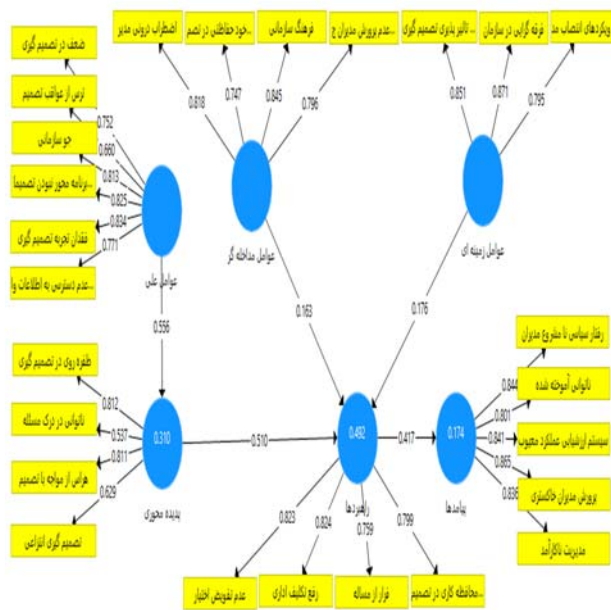 اضطراب درونی مدیر
خود حفاظتی در تصم...
فرهنگ سازمانی
عدم پرورش مدیران ج...
تاثیر پذیری تصمیم گیری ...
فرقه گرایی در سازمان
رویکردهای انتصاب مد
ضعف در تصمیم گیری
ترس از عواقب تصمیم
جو سازمانی
برنامه محور نبودن تصمیما...
فقدان تجربه تصمیم گیری
عدم دسترسی به اطلاعات وا...
0.752
0.660
0.813
0.825
0.834
0.771
0.818
0.747
0.845
0.796
0.851
0.871
0.795
عوامل علی
عوامل مداخله گر
عوامل زمینه ای
0.556
0.163
0.176
طفره روی در تصمیم گیری
ناتوانی در درک مسئله
هراس از مواجه با تصمیم
تصمیم گیری انتزاعی
0.812
0.537
0.811
0.629
0.310
پدیده محوری
0.510
0.492
راهبردها
0.417
0.174
پیامدها
رفتار سیاسی نا مشروع مدیران
ناتوانی آموخته شده
سیستم ارزشیابی عملکرد معیوب
پرورش مدیران خاکستری
مدیریت ناکارآمد
0.844
0.801
0.841
0.865
0.836
0.823
0.824
0.759
0.799
عدم تفویض اختیار
رفع تکلیف اداری
فرار از مساله
محافظه کاری در تصمیم...